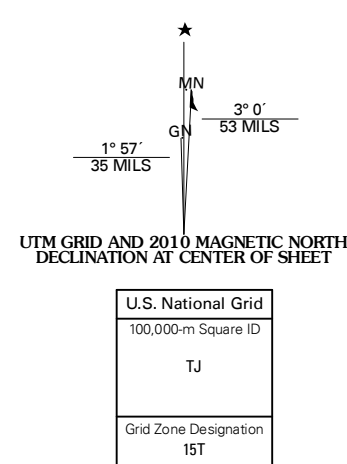 MN
GN
3° 0´
53 MILS
1° 57´
35 MILS
UTM GRID AND 2010 MAGNETIC NORTH
DECLINATION AT CENTER OF SHEET
U.S. National Grid
100,000-m Square ID
TJ
Grid Zone Designation
15T